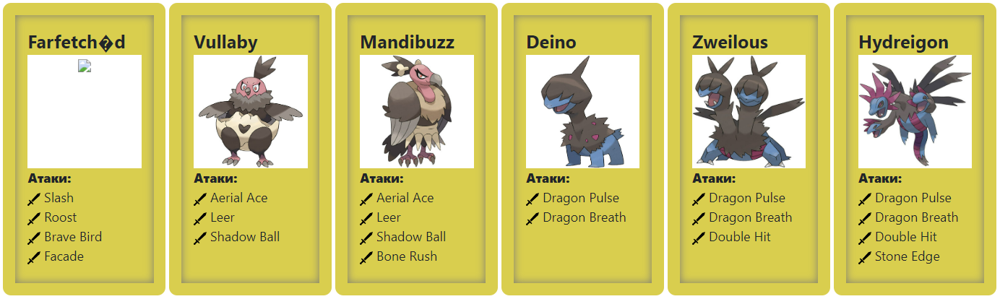 Farfetch�d
Атаки:
Slash
Roost
Brave Bird
Facade
Vullaby
Атаки:
Aerial Ace
Leer
Shadow Ball
Mandibuzz
Атаки:
Aerial Ace
Leer
Shadow Ball
Bone Rush
Deino
Атаки:
Dragon Pulse
Dragon Breath
Zweilous
Атаки:
Dragon Pulse
Dragon Breath
Double Hit
Hydreigon
Атаки:
Dragon Pulse
Dragon Breath
Double Hit
Stone Edge